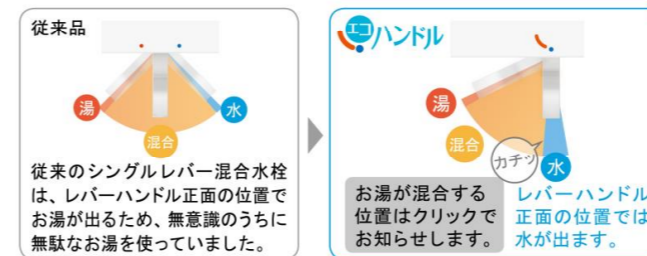 従来品
湯
水
混合
従来のシングルレバー混合水栓
は、レバーハンドル正面の位置で
お湯が出るため、無意識のうちに
無駄なお湯を使っていました。
エコハンドル
湯
混合
カチッ
水
お湯が混合する
位置はクリックで
お知らせします。
レバーハンドル
正面の位置では
水が出ます。